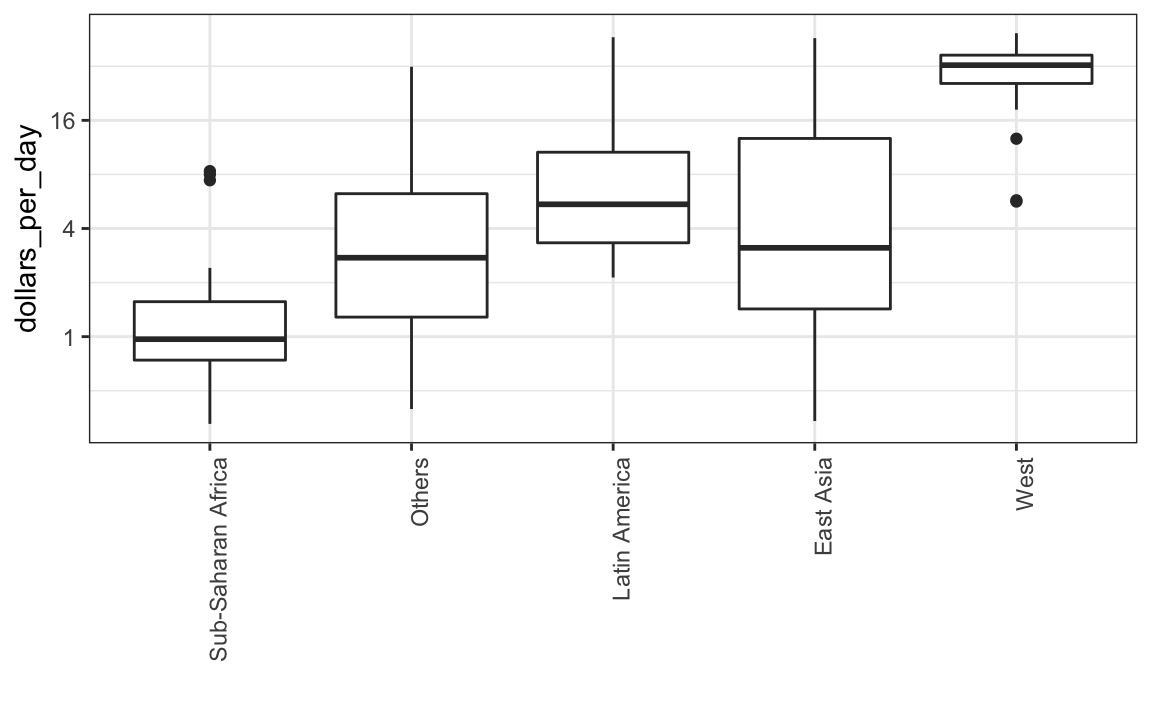 dollars_per_day
16
4
1
Sub-Saharan Africa
Others
Latin America
East Asia
West